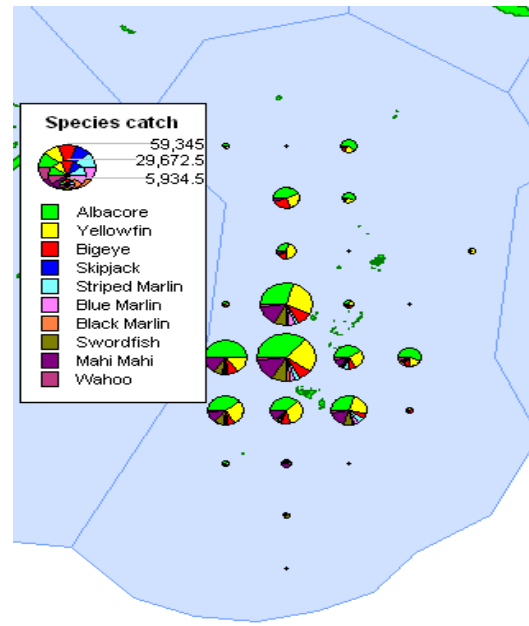 Species catch
59,345
29,672.5
5,934.5
Albacore
Yellowfin
Bigeye
Skipjack
Striped Marlin
Blue Marlin
Black Marlin
Swordfish
Mahi Mahi
Wahoo